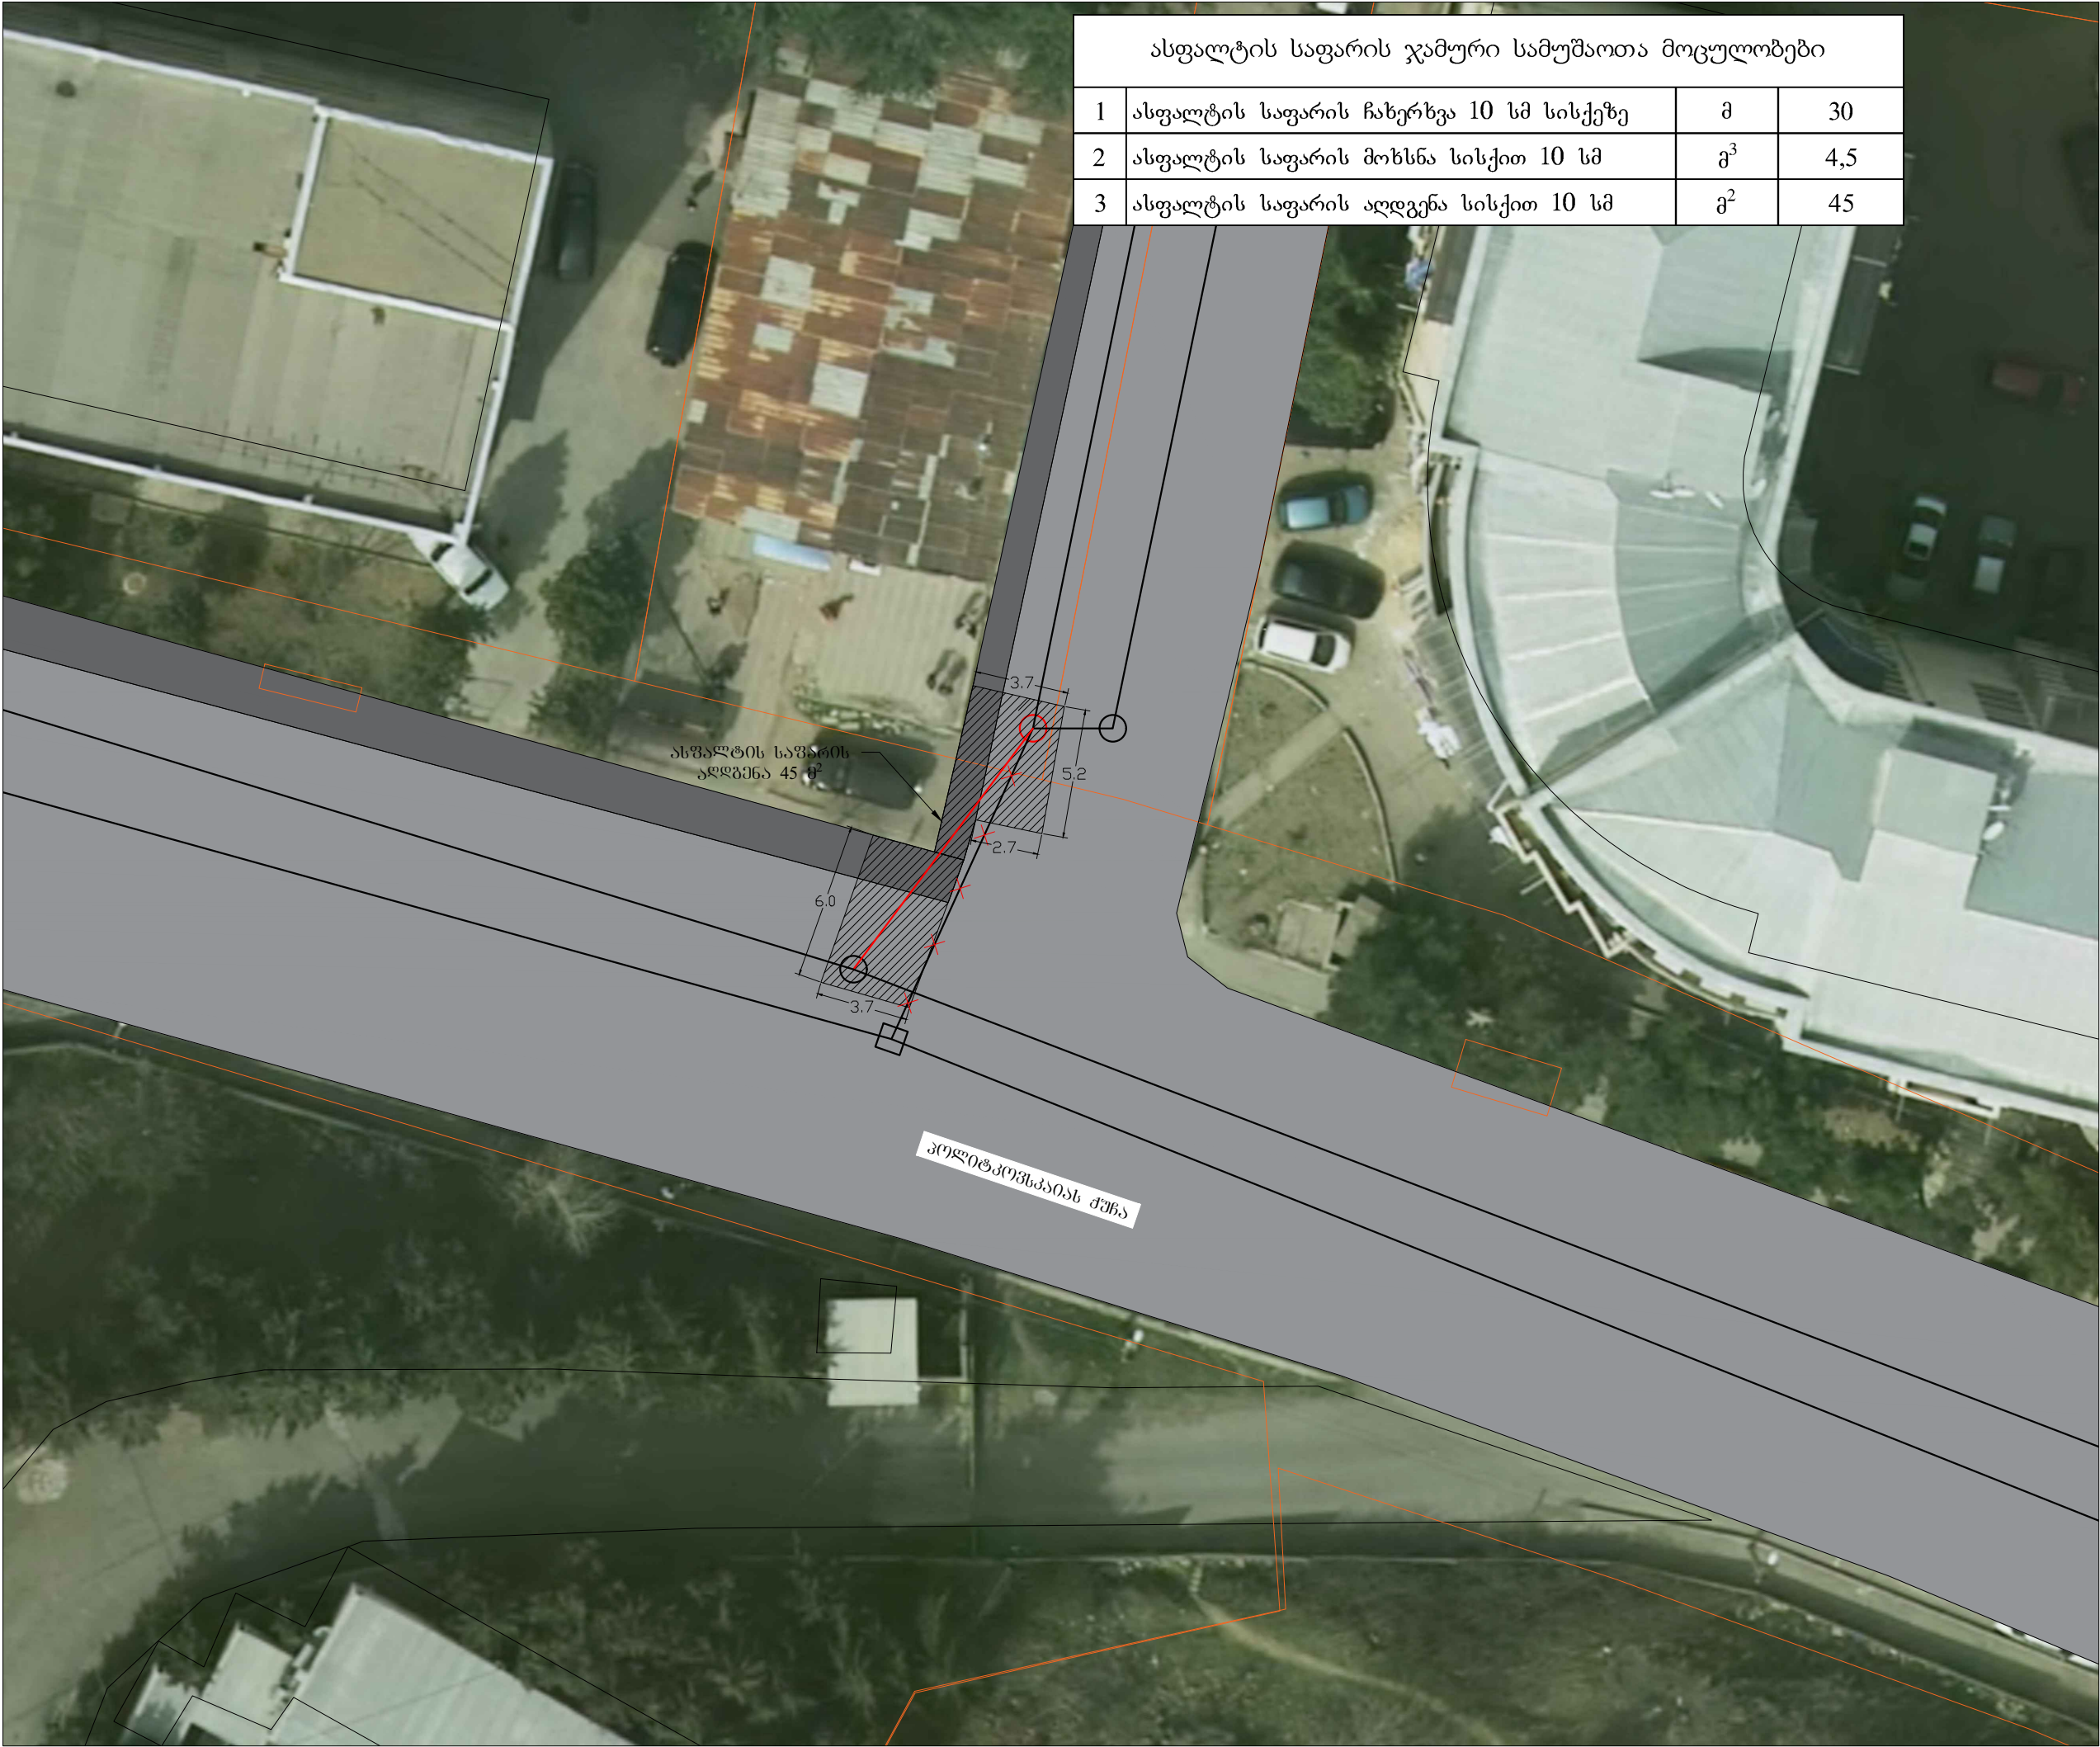 ასფალტის საფარის ჯამური სამუშაოთა მოცულობები
1 ასფალტის საფარის ჩახერხვა 10 სმ სისქეზე მ 30
2 ასფალტის საფარის მოხსნა სისქით 10 სმ მ³ 4,5
3 ასფალტის საფარის აღდგენა სისქით 10 სმ მ² 45
3.7
ასფალტის საფარის
აღდგენა 45 მ²
5.2
2.7
6.0
3.7
პოლიტკოვსკაიას ქუჩა